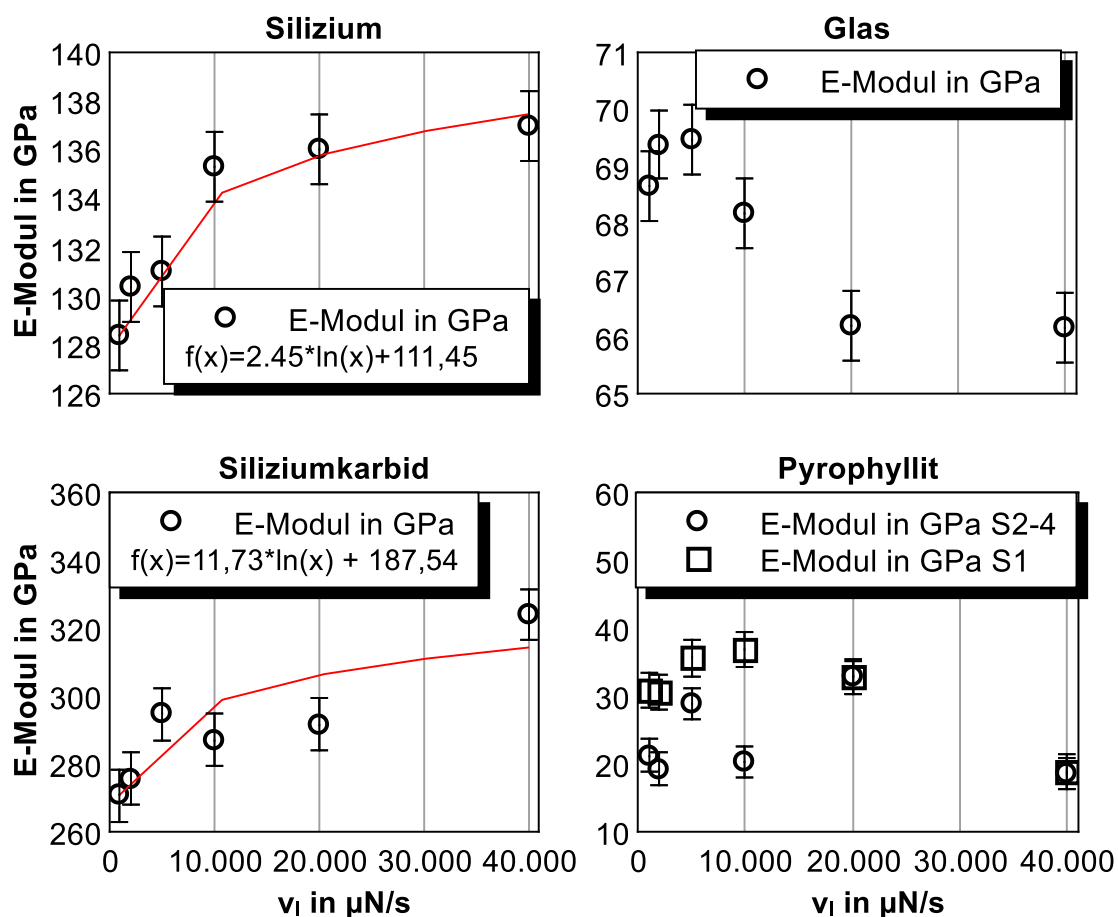 Silizium
E-Modul in GPa
140
138
136
134
132
130
128
126
E-Modul in GPa
f(x)=2.45*ln(x)+111,45
Glas
71
70
69
68
67
66
65
E-Modul in GPa
Siliziumkarbid
E-Modul in GPa
360
340
320
300
280
260
E-Modul in GPa
f(x)=11,73*ln(x) + 187,54
0
10.000
20.000
30.000
40.000
v_l in µN/s
Pyrophyllit
60
50
40
30
20
10
E-Modul in GPa S2-4
E-Modul in GPa S1
0
10.000
20.000
30.000
40.000
v_l in µN/s